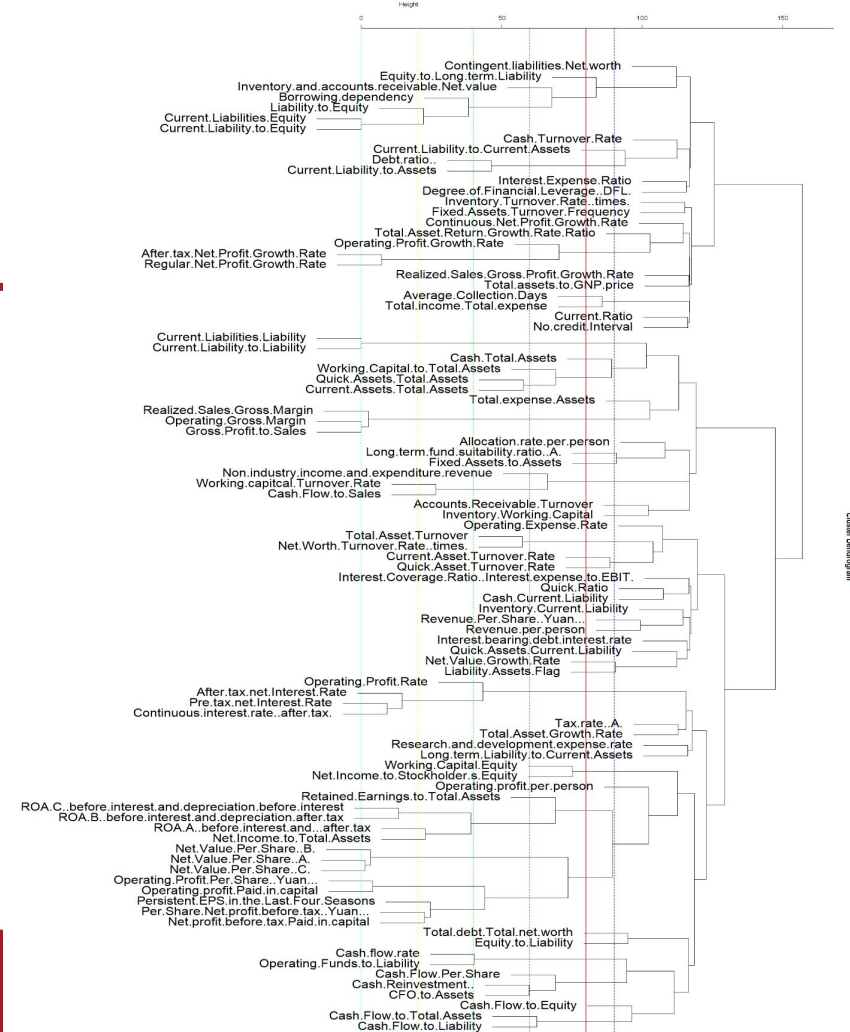 Height
0 50 100 150
Contingent.liabilities.Net.worth
Equity.to.Long.term.Liability
Inventory.and.accounts.receivable.Net.value
Borrowing.dependency
Liability.to.Equity
Current.Liabilities.Equity
Current.Liability.to.Equity
Cash.Turnover.Rate
Current.Liability.to.Current.Assets
Debt.ratio..
Current.Liability.to.Assets
Interest.Expense.Ratio
Degree.of.Financial.Leverage..DFL.
Inventory.Turnover.Rate..times.
Fixed.Assets.Turnover.Frequency
Continuous.Net.Profit.Growth.Rate
Total.Asset.Return.Growth.Rate.Ratio
Operating.Profit.Growth.Rate
After.tax.Net.Profit.Growth.Rate
Regular.Net.Profit.Growth.Rate
Realized.Sales.Gross.Profit.Growth.Rate
Total.assets.to.GNP.price
Average.Collection.Days
Total.income.Total.expense
Current.Ratio
No.credit.Interval
Current.Liabilities.Liability
Current.Liability.to.Liability
Cash.Total.Assets
Working.Capital.to.Total.Assets
Quick.Assets.Total.Assets
Current.Assets.Total.Assets
Total.expense.Assets
Realized.Sales.Gross.Margin
Operating.Gross.Margin
Gross.Profit.to.Sales
Allocation.rate.per.person
Long.term.fund.suitability.ratio..A.
Fixed.Assets.to.Assets
Non.industry.income.and.expenditure.revenue
Working.capitcal.Turnover.Rate
Cash.Flow.to.Sales
Accounts.Receivable.Turnover
Inventory.Working.Capital
Operating.Expense.Rate
Total.Asset.Turnover
Net.Worth.Turnover.Rate..times.
Current.Asset.Turnover.Rate
Quick.Asset.Turnover.Rate
Interest.Coverage.Ratio..Interest.expense.to.EBIT.
Quick.Ratio
Cash.Current.Liability
Inventory.Current.Liability
Revenue.Per.Share..Yuan...
Revenue.per.person
Interest.bearing.debt.interest.rate
Quick.Assets.Current.Liability
Net.Value.Growth.Rate
Liability.Assets.Flag
Operating.Profit.Rate
After.tax.net.Interest.Rate
Pre.tax.net.Interest.Rate
Continuous.interest.rate..after.tax.
Tax.rate..A.
Total.Asset.Growth.Rate
Research.and.development.expense.rate
Long.term.Liability.to.Current.Assets
Working.Capital.Equity
Net.Income.to.Stockholder.s.Equity
Operating.profit.per.person
Retained.Earnings.to.Total.Assets
ROA.C..before.interest.and.depreciation.before.interest
ROA.B..before.interest.and.depreciation.after.tax
ROA.A..before.interest.and...after.tax
Net.Income.to.Total.Assets
Net.Value.Per.Share..B.
Net.Value.Per.Share..A.
Net.Value.Per.Share..C.
Operating.Profit.Per.Share..Yuan...
Operating.profit.Paid.in.capital
Persistent.EPS.in.the.Last.Four.Seasons
Per.Share.Net.profit.before.tax..Yuan...
Net.profit.before.tax.Paid.in.capital
Total.debt.Total.net.worth
Equity.to.Liability
Cash.flow.rate
Operating.Funds.to.Liability
Cash.Flow.Per.Share
Cash.Reinvestment..
CFO.to.Assets
Cash.Flow.to.Equity
Cash.Flow.to.Total.Assets
Cash.Flow.to.Liability